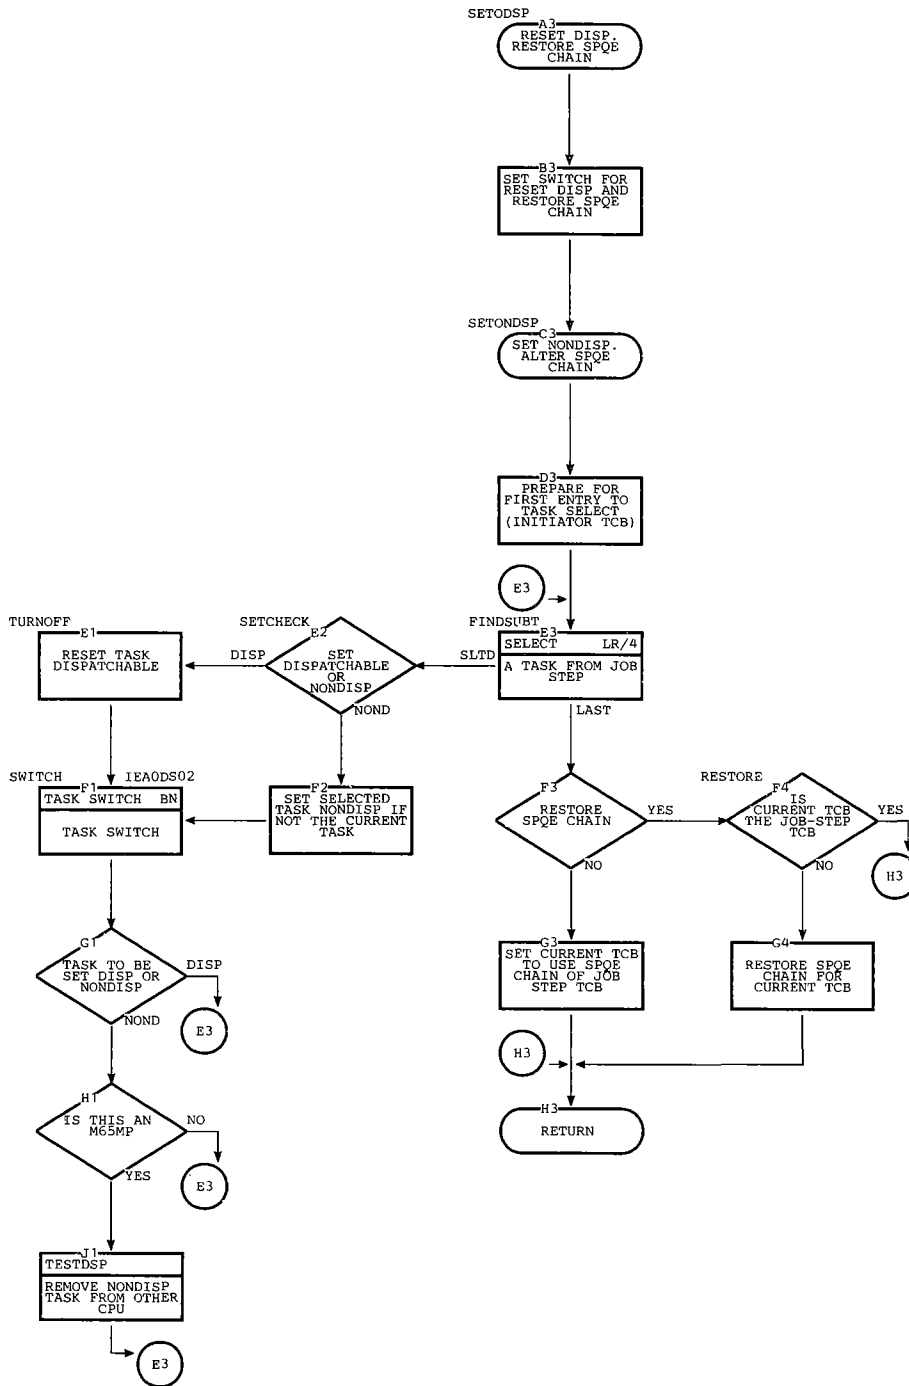 SETODSP
A3
RESET DISP.
RESTORE SPQE
CHAIN
B3
SET SWITCH FOR
RESET DISP AND
RESTORE SPQE
CHAIN
SETONDSP
C3
SET NONDISP.
ALTER SPQE
CHAIN
D3
PREPARE FOR
FIRST ENTRY TO
TASK SELECT
(INITIATOR TCB)
E3
FINDSUBT
E3
SELECT LR/4
A TASK FROM JOB
STEP
SLTD
LAST
SETCHECK
E2
SET
DISPATCHABLE
OR
NONDISP
DISP
NOND
TURNOFF
E1
RESET TASK
DISPATCHABLE
SWITCH IEA0DS02
F1
TASK SWITCH BN
TASK SWITCH
F2
SET SELECTED
TASK NONDISP IF
NOT THE CURRENT
TASK
F3
RESTORE
SPQE CHAIN
YES
NO
RESTORE
F4
IS
CURRENT TCB
THE JOB-STEP
TCB
YES
H3
NO
G1
TASK TO BE
SET DISP OR
NONDISP
DISP
E3
NOND
G3
SET CURRENT TCB
TO USE SPQE
CHAIN OF JOB
STEP TCB
G4
RESTORE SPQE
CHAIN FOR
CURRENT TCB
H3
H1
IS THIS AN
M65MP
NO
E3
YES
H3
RETURN
J1
TESTDSP
REMOVE NONDISP
TASK FROM OTHER
CPU
E3